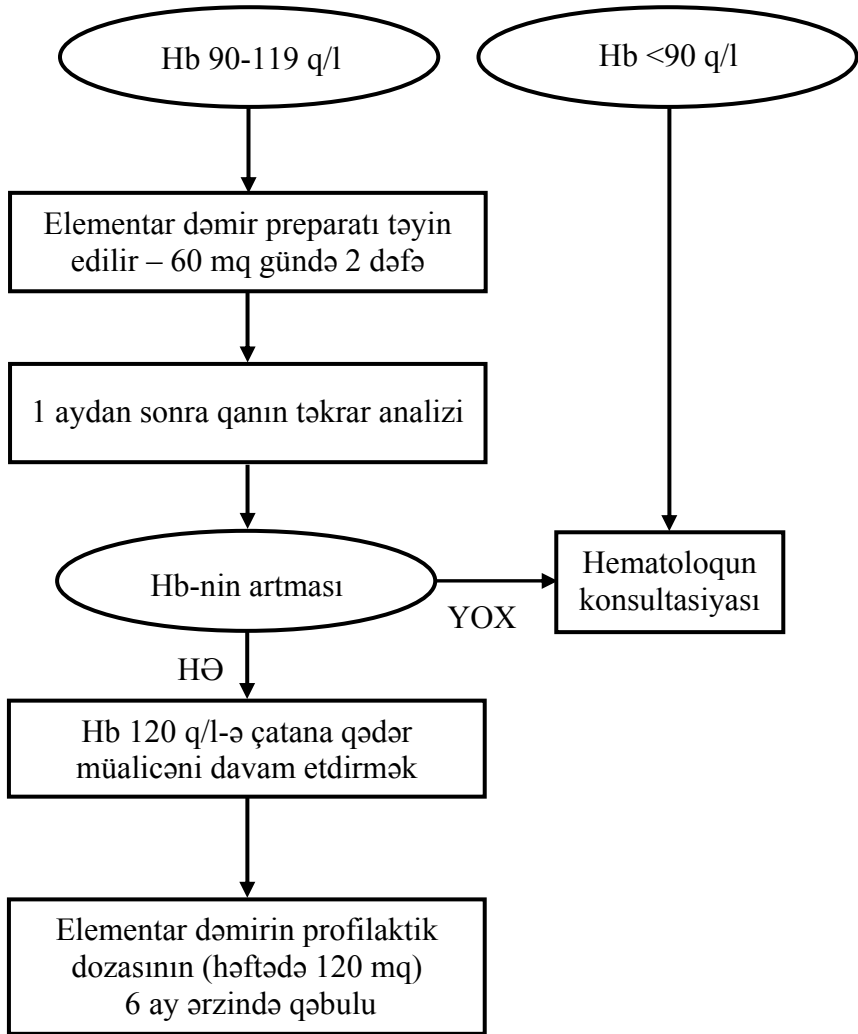 Hb 90-119 q/l
Hb <90 q/l
Elementar dəmir preparatı təyin
edilir – 60 mq gündə 2 dəfə
1 aydan sonra qanın təkrar analizi
Hb-nin artması
YOX
Hematoloqun
konsultasiyası
HƏ
Hb 120 q/l-ə çatana qədər
müalicəni davam etdirmək
Elementar dəmirin profilaktik
dozasının (həftədə 120 mq)
6 ay ərzində qəbulu